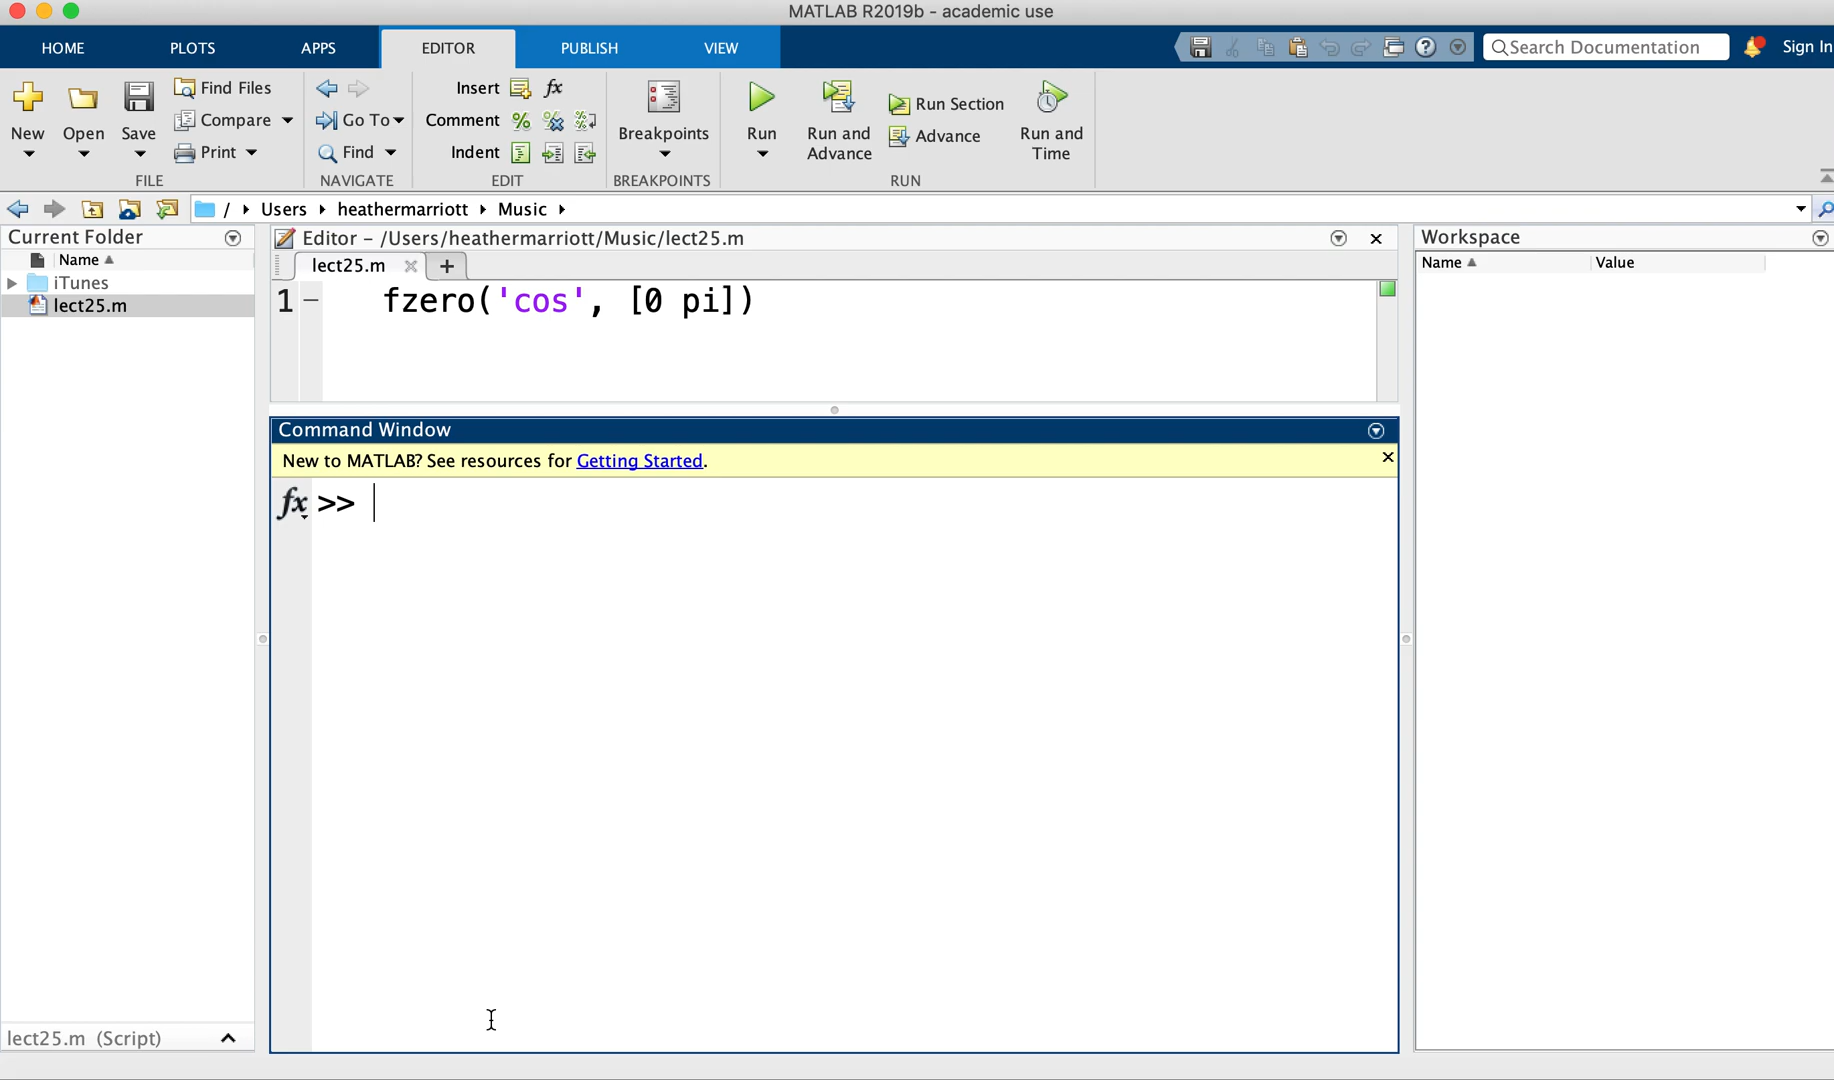 MATLAB R2019b - academic use
HOME PLOTS APPS EDITOR PUBLISH VIEW Search Documentation Sign In
New Open Save Find Files Compare Print
FILE
Go To Find
NAVIGATE
Insert fx
Comment % % %
Indent
EDIT
Breakpoints
BREAKPOINTS
Run Run and Advance Run Section Advance Run and Time
RUN
/ Users heathermarriott Music
Current Folder
Name
iTunes
lect25.m
lect25.m (Script)
Editor - /Users/heathermarriott/Music/lect25.m
lect25.m +
1 - fzero('cos', [0 pi])
Command Window
New to MATLAB? See resources for Getting Started.
fx >>
Workspace
Name Value